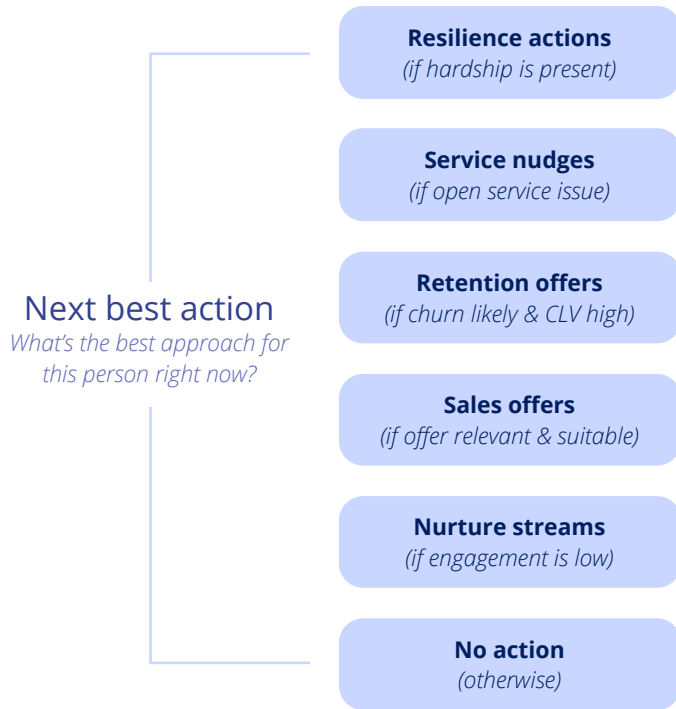 Resilience actions
(if hardship is present)
Service nudges
(if open service issue)
Next best action
What's the best approach for
this person right now?
Retention offers
(if churn likely & CLV high)
Sales offers
(if offer relevant & suitable)
Nurture streams
(if engagement is low)
No action
(otherwise)